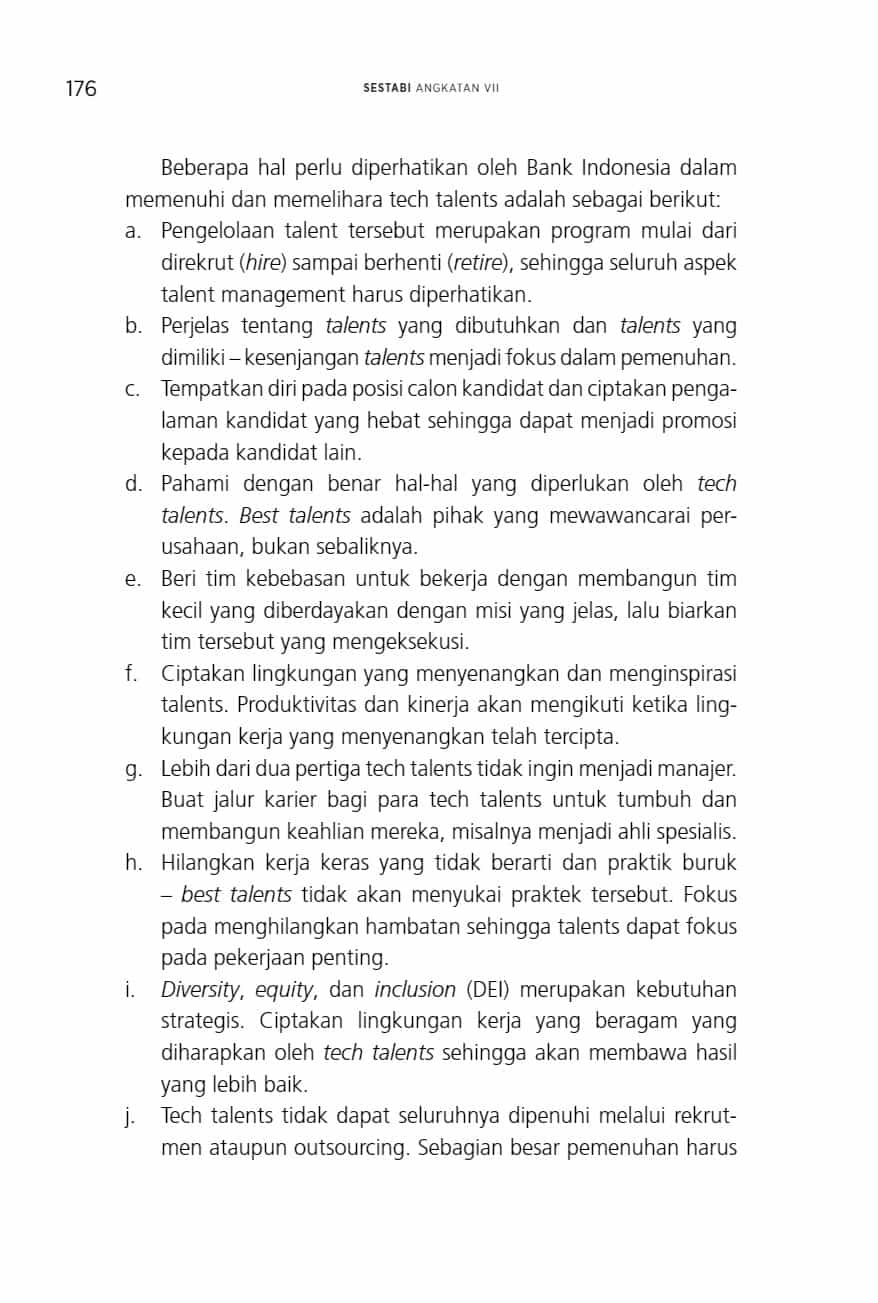 176
SESTABI ANGKATAN VII
Beberapa hal perlu diperhatikan oleh Bank Indonesia dalam
memenuhi dan memelihara tech talents adalah sebagai berikut:
a. Pengelolaan talent tersebut merupakan program mulai dari
direkrut (hire) sampai berhenti (retire), sehingga seluruh aspek
talent management harus diperhatikan.
b. Perjelas tentang talents yang dibutuhkan dan talents yang
dimiliki – kesenjangan talents menjadi fokus dalam pemenuhan.
c. Tempatkan diri pada posisi calon kandidat dan ciptakan penga-
laman kandidat yang hebat sehingga dapat menjadi promosi
kepada kandidat lain.
d. Pahami dengan benar hal-hal yang diperlukan oleh tech
talents. Best talents adalah pihak yang mewawancarai per-
usahaan, bukan sebaliknya.
e. Beri tim kebebasan untuk bekerja dengan membangun tim
kecil yang diberdayakan dengan misi yang jelas, lalu biarkan
tim tersebut yang mengeksekusi.
f. Ciptakan lingkungan yang menyenangkan dan menginspirasi
talents. Produktivitas dan kinerja akan mengikuti ketika ling-
kungan kerja yang menyenangkan telah tercipta.
g. Lebih dari dua pertiga tech talents tidak ingin menjadi manajer.
Buat jalur karier bagi para tech talents untuk tumbuh dan
membangun keahlian mereka, misalnya menjadi ahli spesialis.
h. Hilangkan kerja keras yang tidak berarti dan praktik buruk
– best talents tidak akan menyukai praktek tersebut. Fokus
pada menghilangkan hambatan sehingga talents dapat fokus
pada pekerjaan penting.
i. Diversity, equity, dan inclusion (DEI) merupakan kebutuhan
strategis. Ciptakan lingkungan kerja yang beragam yang
diharapkan oleh tech talents sehingga akan membawa hasil
yang lebih baik.
j. Tech talents tidak dapat seluruhnya dipenuhi melalui rekrut-
men ataupun outsourcing. Sebagian besar pemenuhan harus